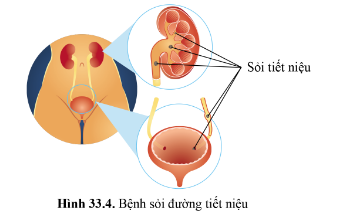 Sỏi tiết niệu
Hình 33.4. Bệnh sỏi đường tiết niệu